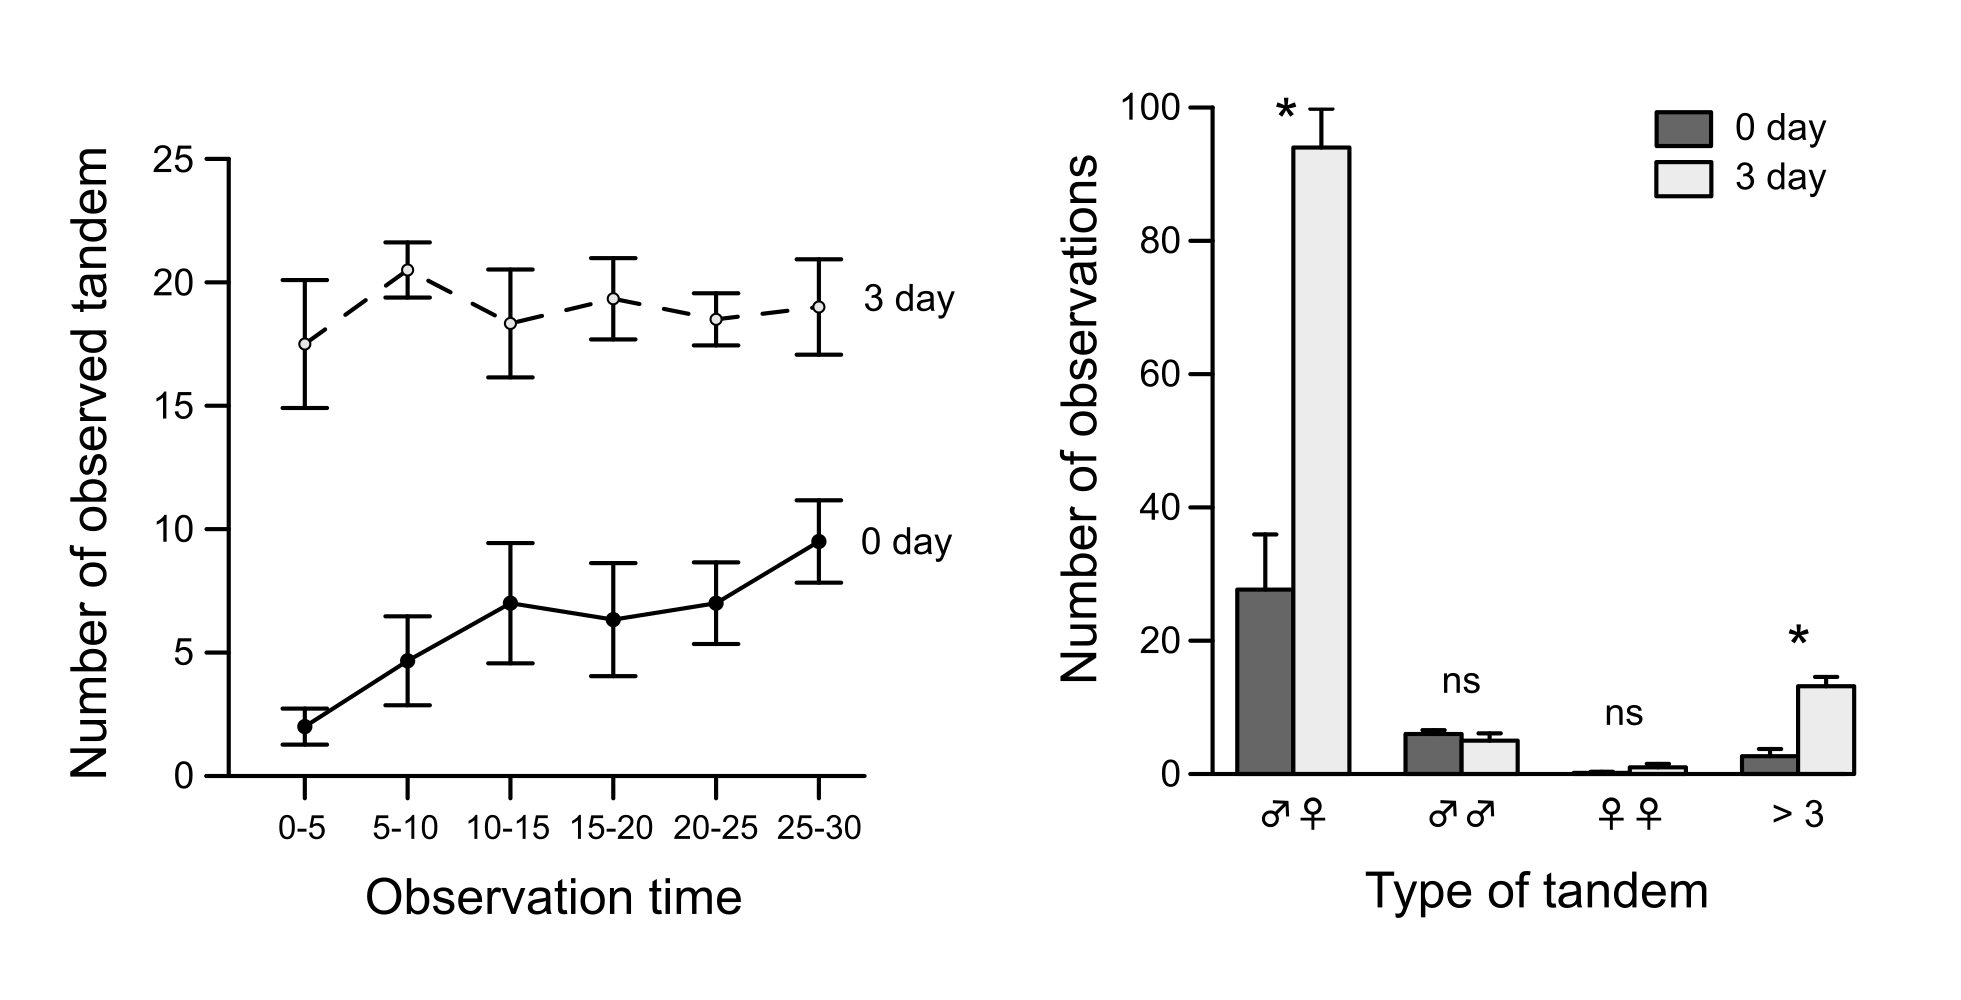 Number of observed tandem
25
20
15
10
5
0
3 day
0 day
0-5 5-10 10-15 15-20 20-25 25-30
Observation time
Number of observations
100
80
60
40
20
0
0 day
3 day
*
ns
ns
*
♂♀ ♂♂ ♀♀ > 3
Type of tandem